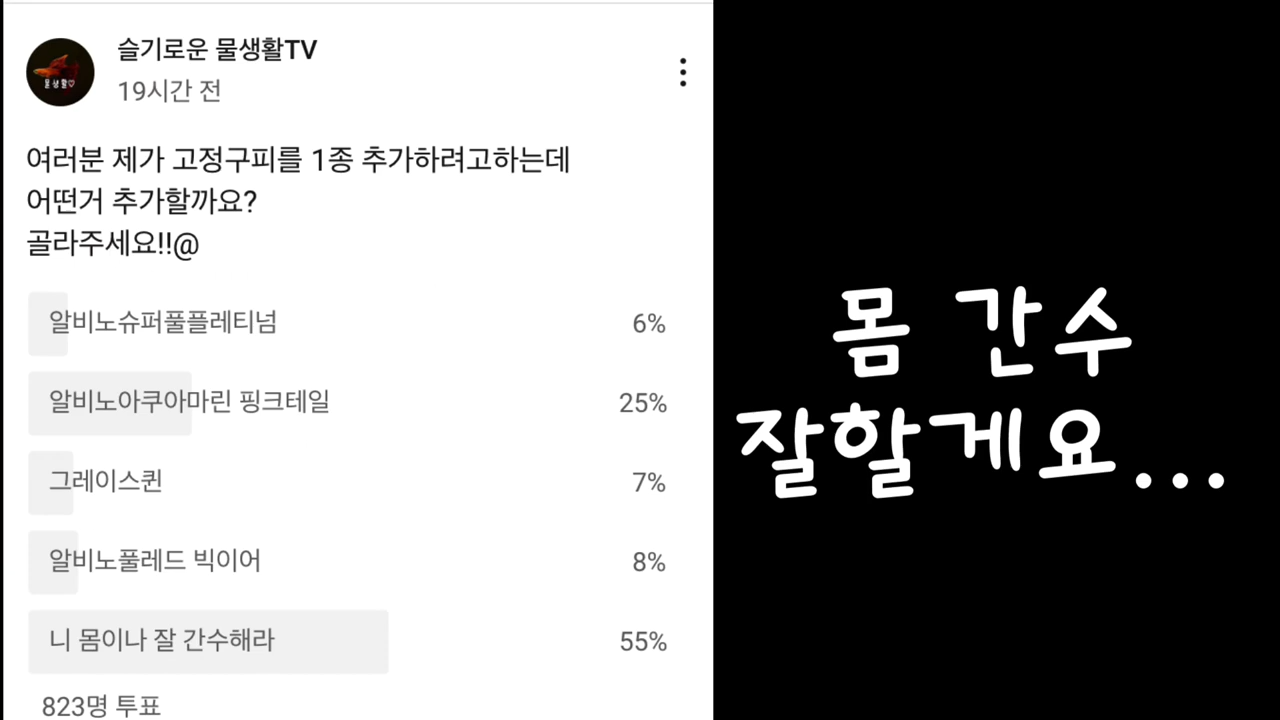 슬기로운 물생활TV
19시간 전
물생활♡
여러분 제가 고정구피를 1종 추가하려고하는데
어떤거 추가할까요?
골라주세요!!@
알비노슈퍼풀플레티넘 6%
알비노아쿠아마린 핑크테일 25%
그레이스퀸 7%
알비노풀레드 빅이어 8%
니 몸이나 잘 간수해라 55%
823명 투표
몸 간수
잘할게요...